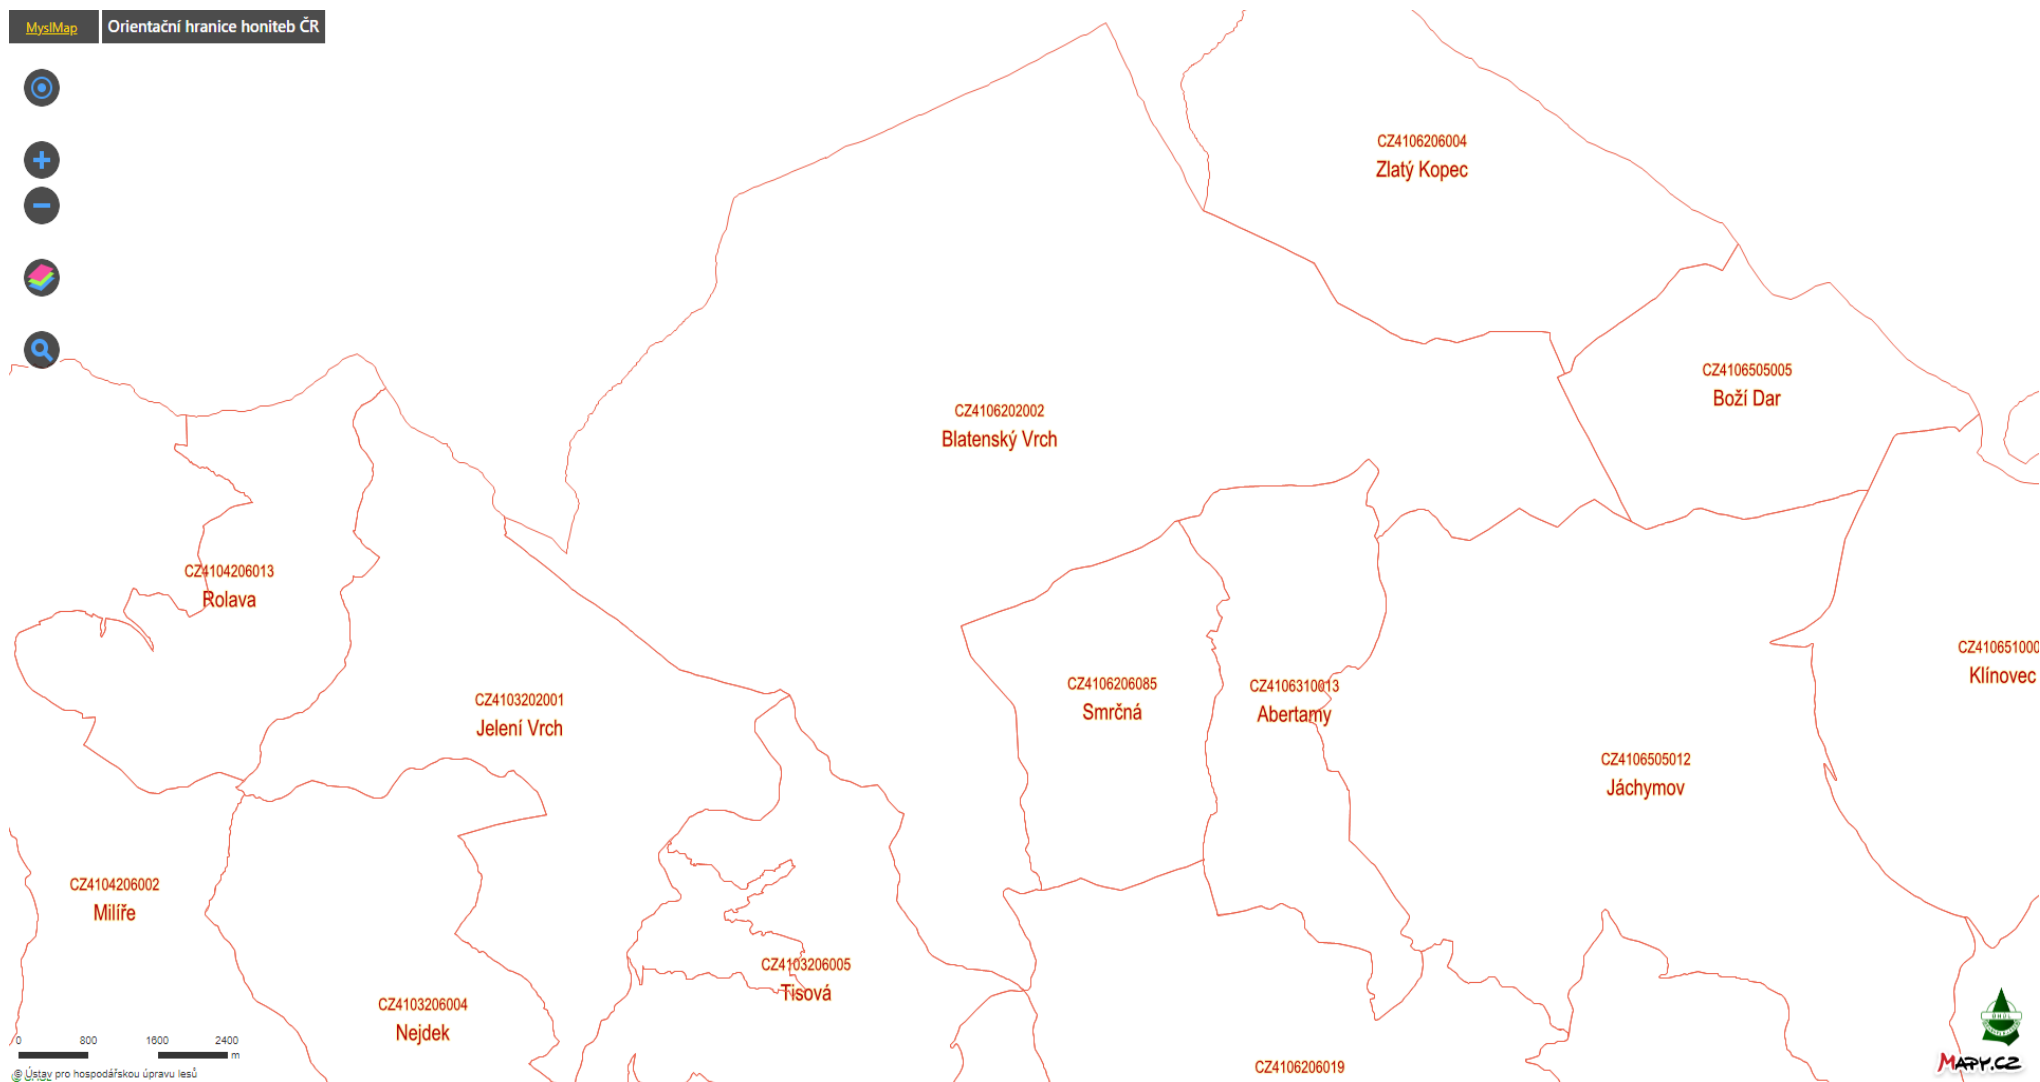 MyslMap
Orientační hranice honiteb ČR
CZ4106206004
Zlatý Kopec
CZ4106505005
Boží Dar
CZ4106202002
Blatenský Vrch
CZ4104206013
Rolava
CZ410651000
Klínovec
CZ4103202001
Jelení Vrch
CZ4106206085
Smrčná
CZ4106310013
Abertamy
CZ4106505012
Jáchymov
CZ4104206002
Milíře
CZ4103206005
Tisová
CZ4103206004
Nejdek
CZ4106206019
0 800 1600 2400
m
@ Ústav pro hospodářskou úpravu lesů
MAPY.CZ